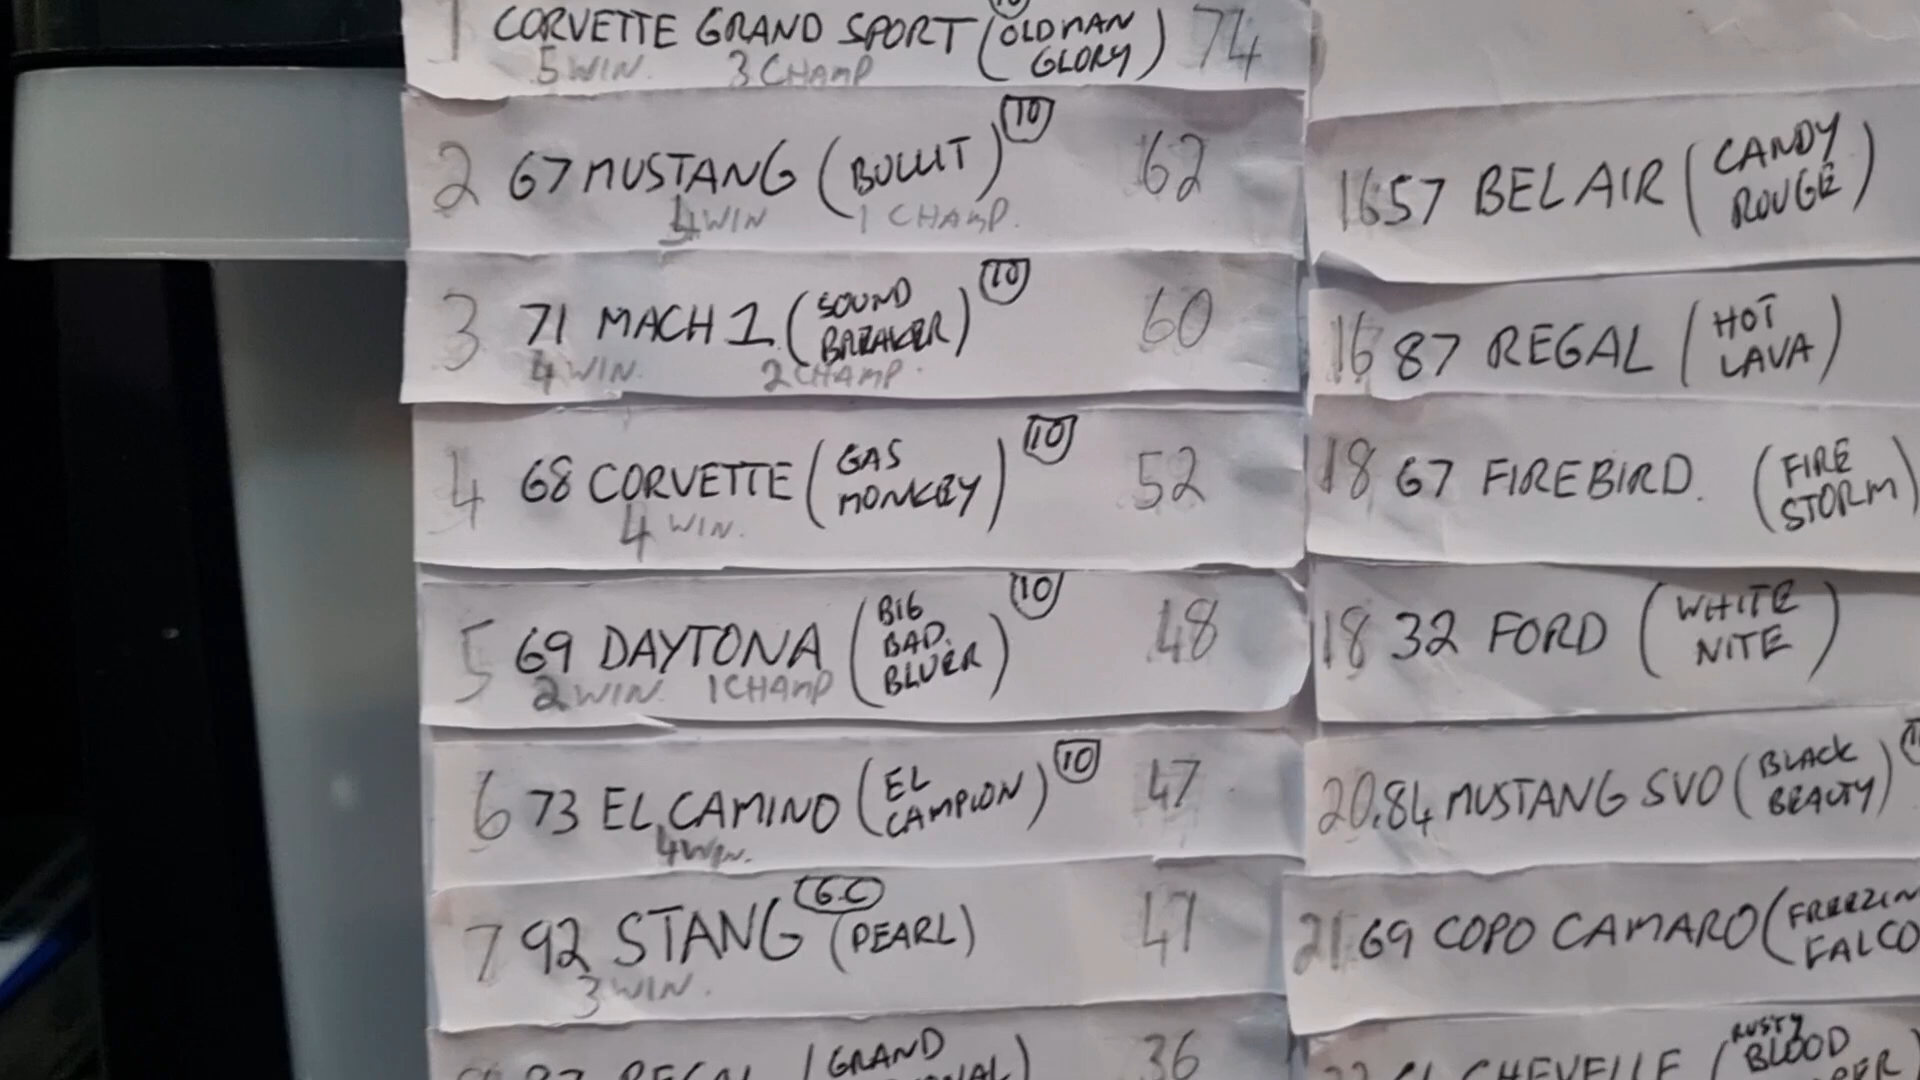 1 CORVETTE GRAND SPORT (OLD MAN GLORY) 74
5 WIN. 3 CHAMP
2 67 MUSTANG (BULLIT) 10 62
4 WIN 1 CHAMP.
3 71 MACH 1 (SOUND BREAKER) 10 60
4 WIN. 2 CHAMP.
4 68 CORVETTE (GAS MONKEY) 10 52
4 WIN.
5 69 DAYTONA (BIG BAD BLUER) 10 48
2 WIN. 1 CHAMP
6 73 EL CAMINO (EL CAMPION) 10 47
4 WIN.
7 92 STANG (PEARL) G.C 47
3 WIN.
REGAL (GRAND 36
16 57 BEL AIR (CANDY ROUGE)
16 87 REGAL (HOT LAVA)
18 67 FIREBIRD. (FIRE STORM)
18 32 FORD (WHITE NITE)
20. 84 MUSTANG SVO (BLACK BEAUTY)
21 69 COPO CAMARO (FREEZIN FALCO
CHEVELLE (RUSTY BLOOD